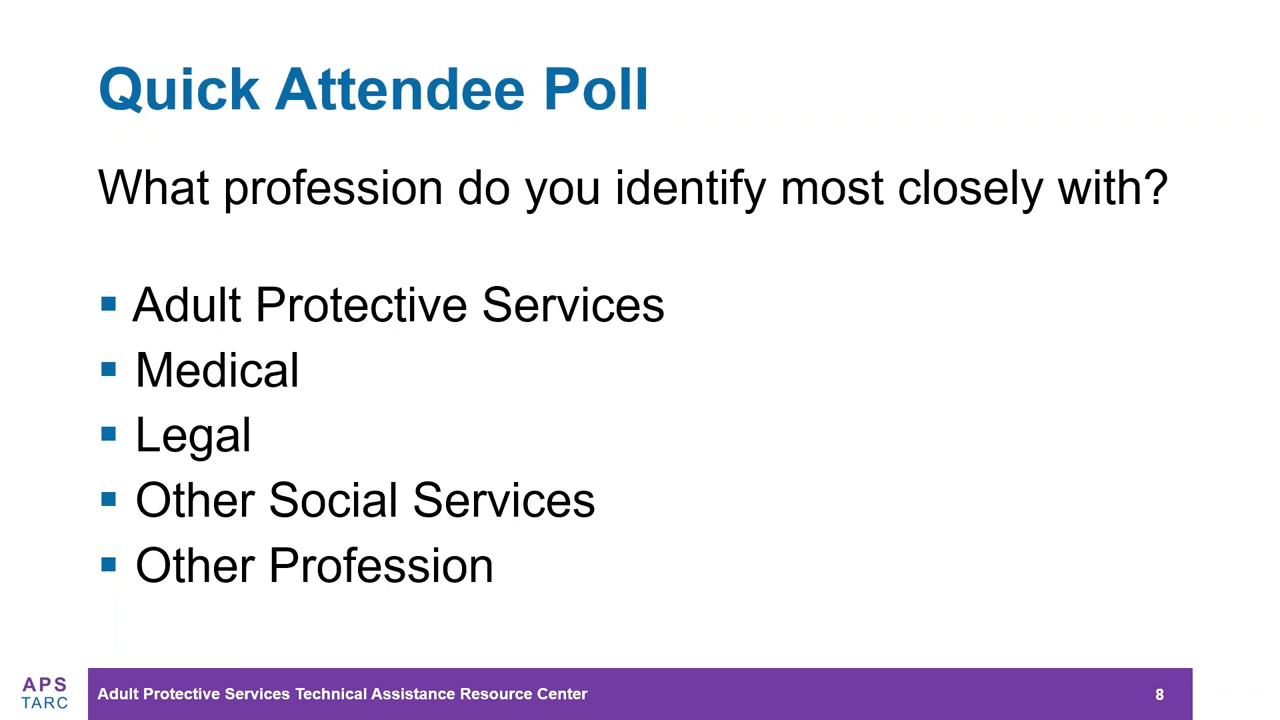 Quick Attendee Poll
What profession do you identify most closely with?
▪ Adult Protective Services
▪ Medical
▪ Legal
▪ Other Social Services
▪ Other Profession
APS
TARC
Adult Protective Services Technical Assistance Resource Center
8